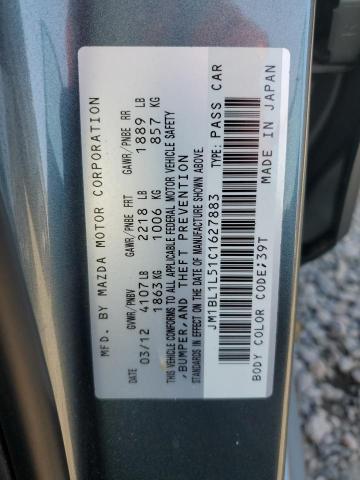 MFD. BY MAZDA MOTOR CORPORATION
GVWR/PNBV GAWR/PNBE FRT GAWR/PNBE RR
DATE 4107 LB 2218 LB 1889 LB
03/12 1863 KG 1006 KG 857 KG
THIS VEHICLE CONFORMS TO ALL APPLICABLE FEDERAL MOTOR VEHICLE SAFETY
, BUMPER, AND THEFT PREVENTION
STANDARDS IN EFFECT ON THE DATE OF MANUFACTURE SHOWN ABOVE.
JM1BL1L51C1627883 TYPE: PASS CAR
BODY COLOR CODE/39T MADE IN JAPAN